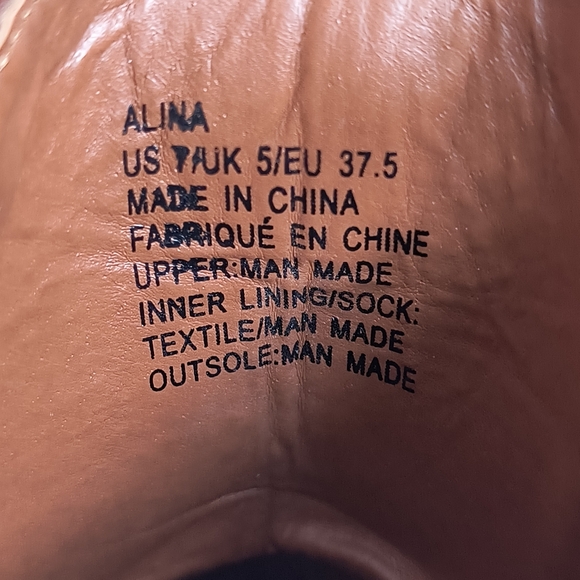 ALINA
US 7/UK 5/EU 37.5
MADE IN CHINA
FABRIQUÉ EN CHINE
UPPER:MAN MADE
INNER LINING/SOCK:
TEXTILE/MAN MADE
OUTSOLE:MAN MADE